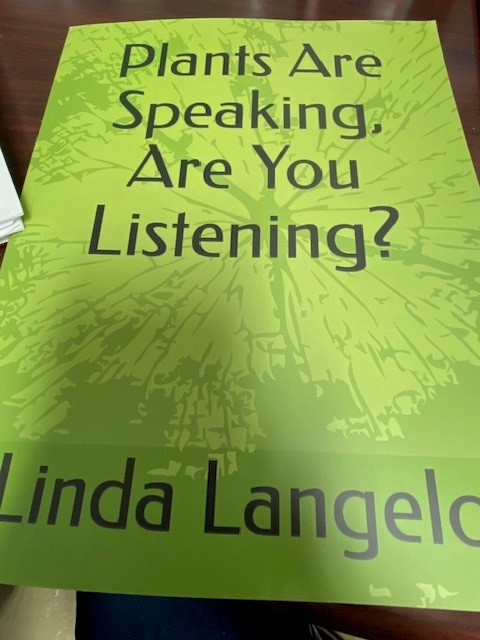 Plants Are
Speaking,
Are You
Listening?
Linda Langelo